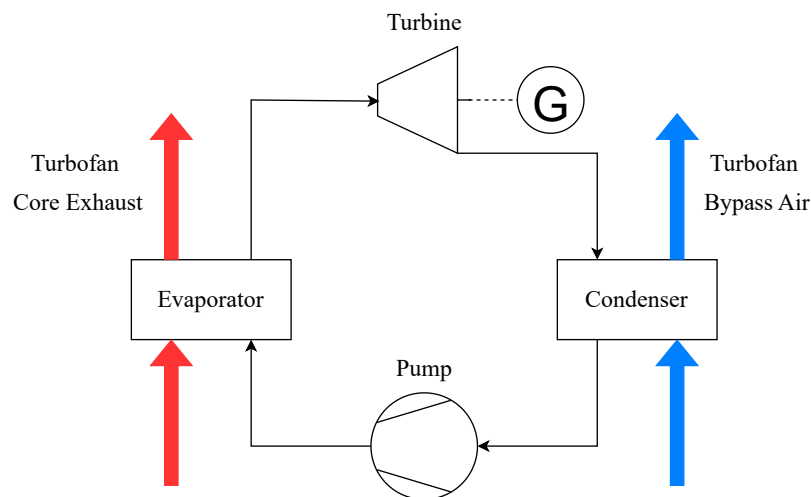 Turbine
G
Turbofan
Core Exhaust
Turbofan
Bypass Air
Evaporator
Condenser
Pump